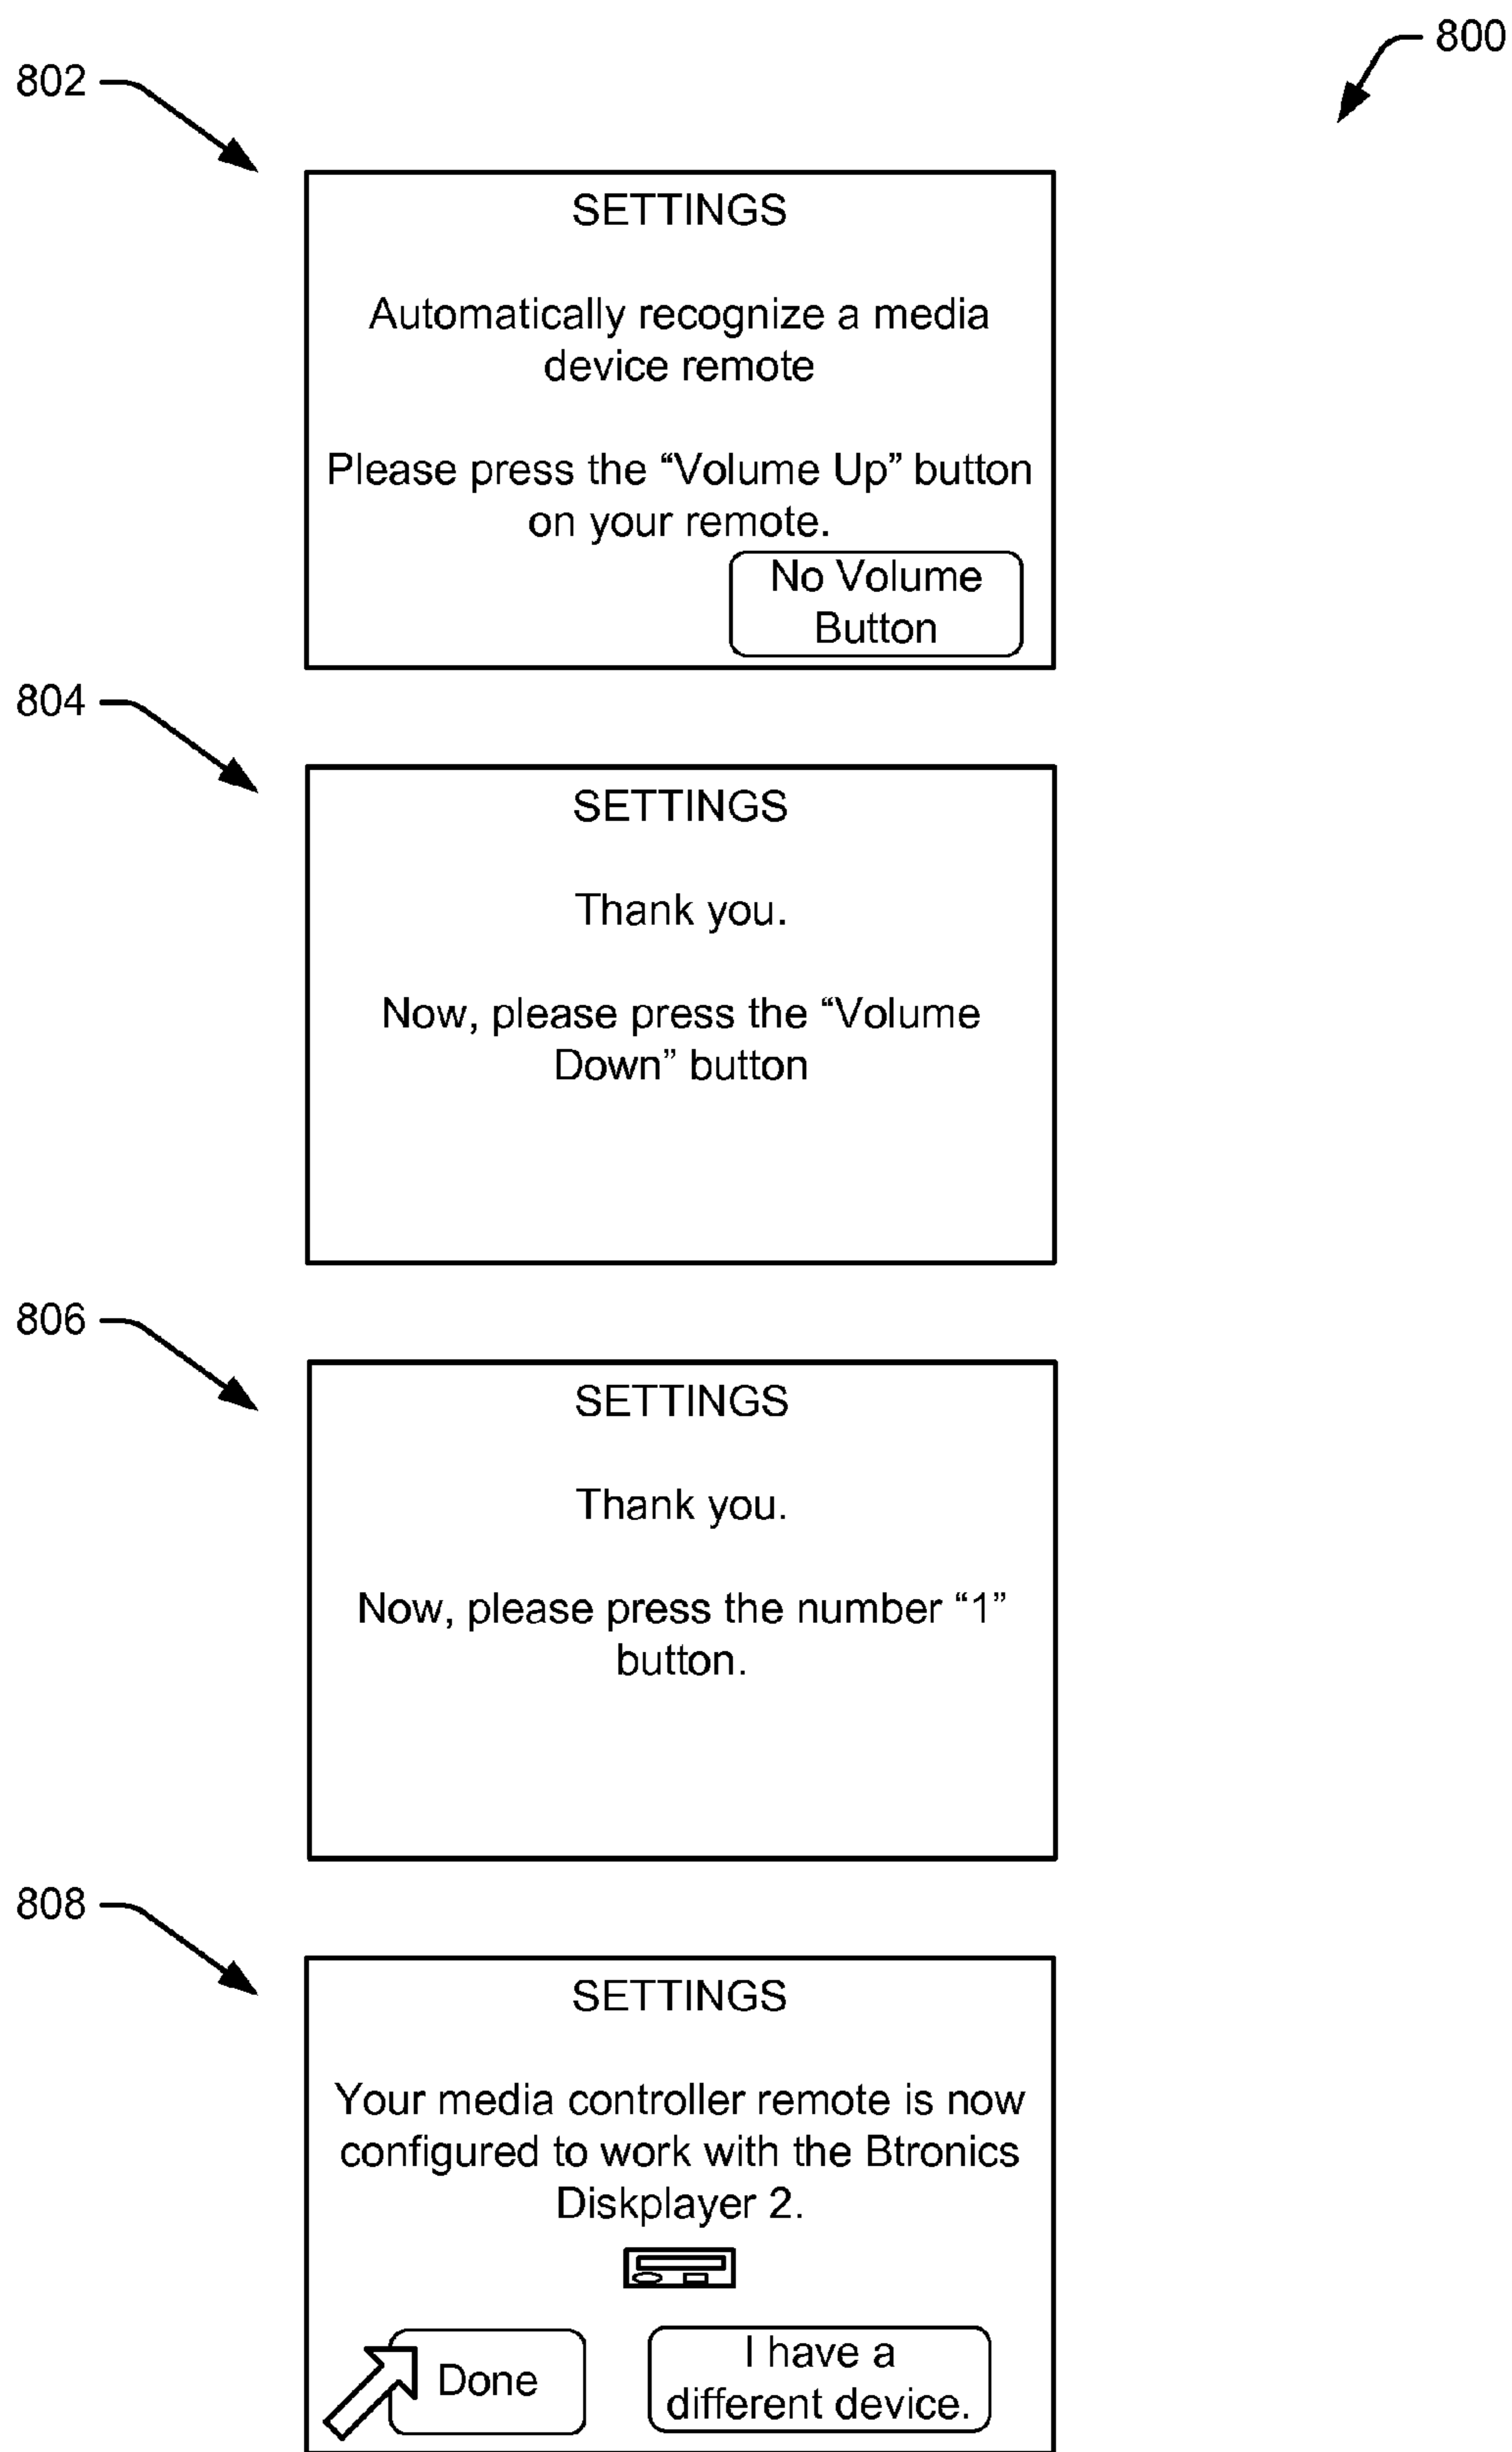 800
802
SETTINGS
Automatically recognize a media
device remote
Please press the “Volume Up” button
on your remote.
No Volume
Button
804
SETTINGS
Thank you.
Now, please press the “Volume
Down” button
806
SETTINGS
Thank you.
Now, please press the number “1”
button.
808
SETTINGS
Your media controller remote is now
configured to work with the Btronics
Diskplayer 2.
Done
I have a
different device.